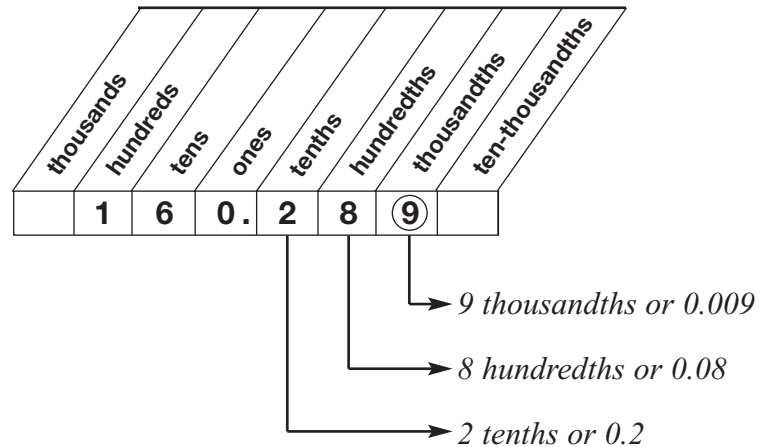 thousands
hundreds
tens
ones
tenths
hundredths
thousandths
ten-thousandths
1 6 0. 2 8 9
9 thousandths or 0.009
8 hundredths or 0.08
2 tenths or 0.2